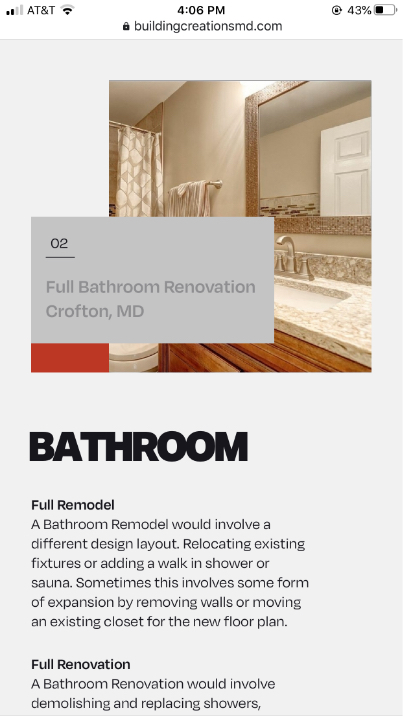 AT&T
4:06 PM
43%
buildingcreationsmd.com
02
Full Bathroom Renovation
Crofton, MD
BATHROOM
Full Remodel
A Bathroom Remodel would involve a
different design layout. Relocating existing
fixtures or adding a walk in shower or
sauna. Sometimes this involves some form
of expansion by removing walls or moving
an existing closet for the new floor plan.
Full Renovation
A Bathroom Renovation would involve
demolishing and replacing showers,